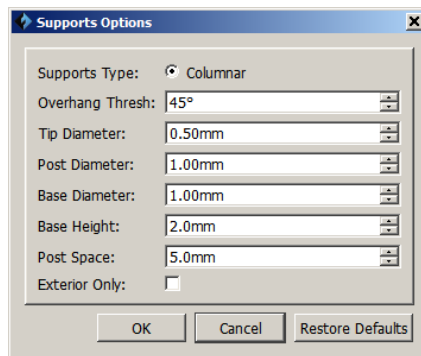 Supports Options
Supports Type: Columnar
Overhang Thresh: 45°
Tip Diameter: 0.50mm
Post Diameter: 1.00mm
Base Diameter: 1.00mm
Base Height: 2.0mm
Post Space: 5.0mm
Exterior Only:
OK Cancel Restore Defaults